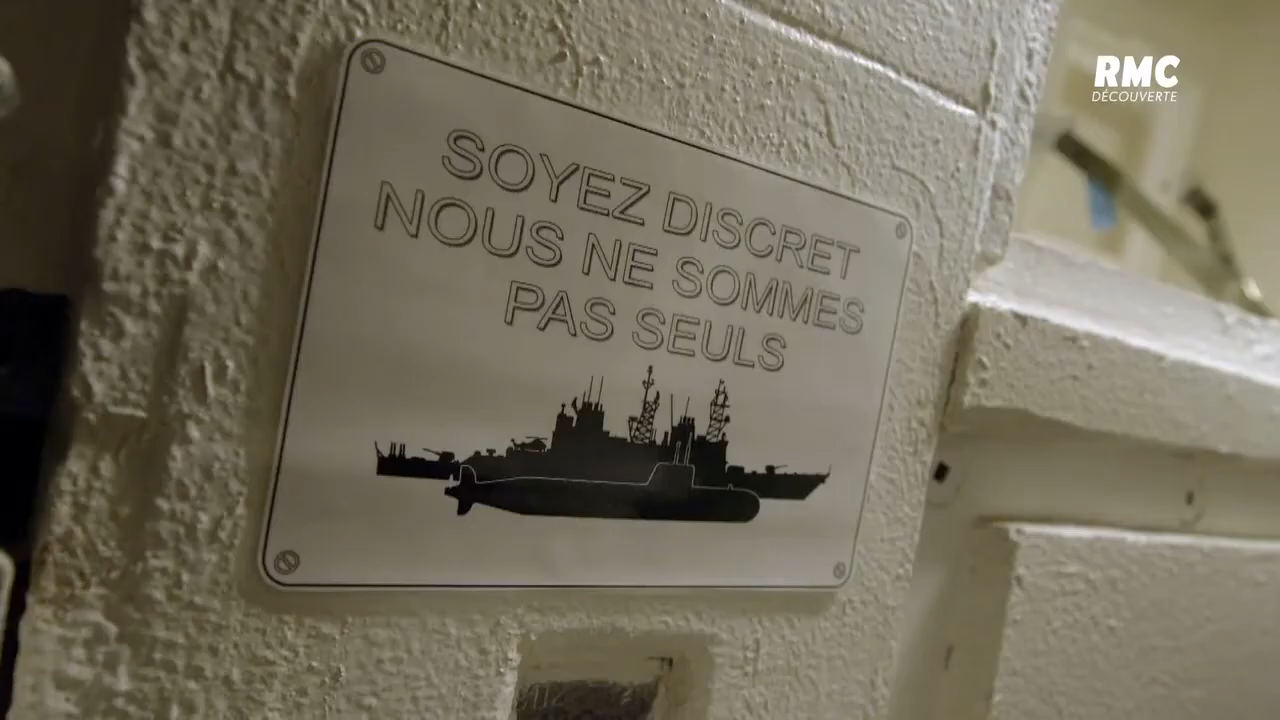 RMC
DÉCOUVERTE
SOYEZ DISCRET
NOUS NE SOMMES
PAS SEULS